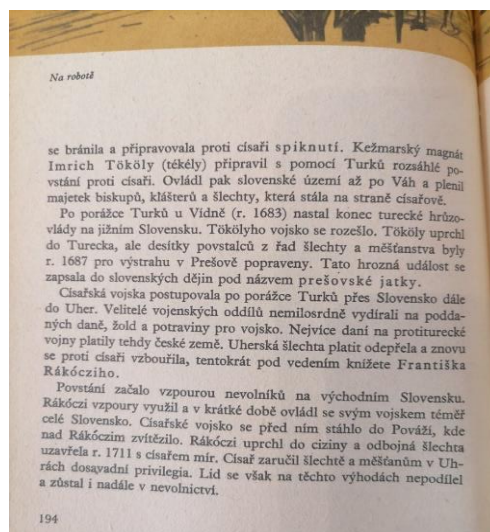 Na robotě
se bránila a připravovala proti císaři spiknutí. Kežmarský magnát
Imrich Tököly (tékély) připravil s pomocí Turků rozsáhlé po-
vstání proti císaři. Ovládl pak slovenské území až po Váh a plenil
majetek biskupů, klášterů a šlechty, která stála na straně císařově.
Po porážce Turků u Vídně (r. 1683) nastal konec turecké hrůzo-
vlády na jižním Slovensku. Tökölyho vojsko se rozešlo. Tököly uprchl
do Turecka, ale desítky povstalců z řad šlechty a měšťanstva byly
r. 1687 pro výstrahu v Prešově popraveny. Tato hrozná událost se
zapsala do slovenských dějin pod názvem prešovské jatky.
Císařská vojska postupovala po porážce Turků přes Slovensko dále
do Uher. Velitelé vojenských oddílů nemilosrdně vydírali na podda-
ných daně, žold a potraviny pro vojsko. Nejvíce daní na protiturecké
vojny platily tehdy české země. Uherská šlechta platit odepřela a znovu
se proti císaři vzbouřila, tentokrát pod vedením knížete Františka
Rákócziho.
Povstání začalo vzpourou nevolníků na východním Slovensku.
Rákóczi vzpoury využil a v krátké době ovládl se svým vojskem téměř
celé Slovensko. Císařské vojsko se před ním stáhlo do Pováží, kde
nad Rákóczim zvítězilo. Rákóczi uprchl do ciziny a odbojná šlechta
uzavřela r. 1711 s císařem mír. Císař zaručil šlechtě a měšťanům v Uh-
rách dosavadní privilegia. Lid se však na těchto výhodách nepodílel
a zůstal i nadále v nevolnictví.
194